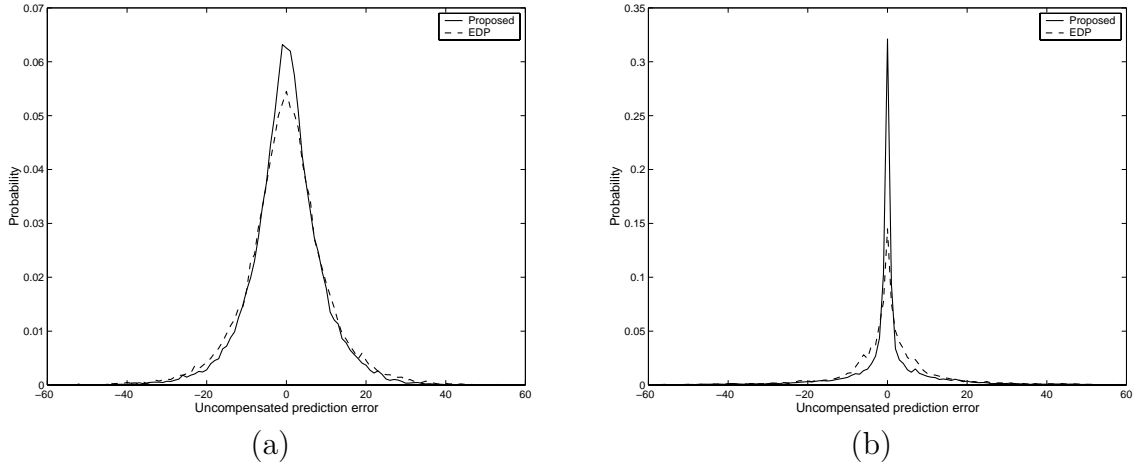 0.07
0.06
0.05
0.04
0.03
0.02
0.01
0
Probability
Proposed
EDP
−60 −40 −20 0 20 40 60
Uncompensated prediction error
(a)
0.35
0.3
0.25
0.2
0.15
0.1
0.05
0
Probability
Proposed
EDP
−60 −40 −20 0 20 40 60
Uncompensated prediction error
(b)